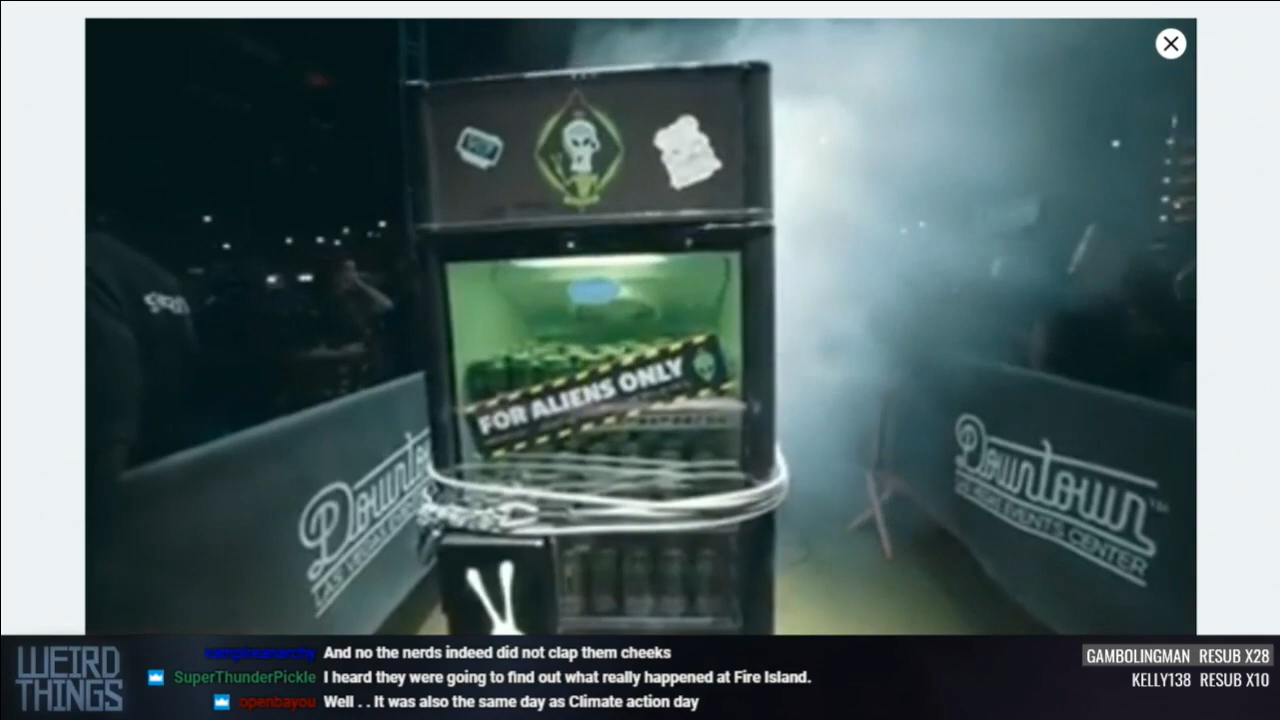 FOR ALIENS ONLY
Downtown
LAS VEGAS EVENTS CENTER
Downtown
LAS VEGAS EVENTS CENTER
WEIRD THINGS
vampireanarchy And no the nerds indeed did not clap them cheeks
SuperThunderPickle I heard they were going to find out what really happened at Fire Island.
openbayou Well . . It was also the same day as Climate action day
GAMBOLINGMAN RESUB X28
KELLY138 RESUB X10